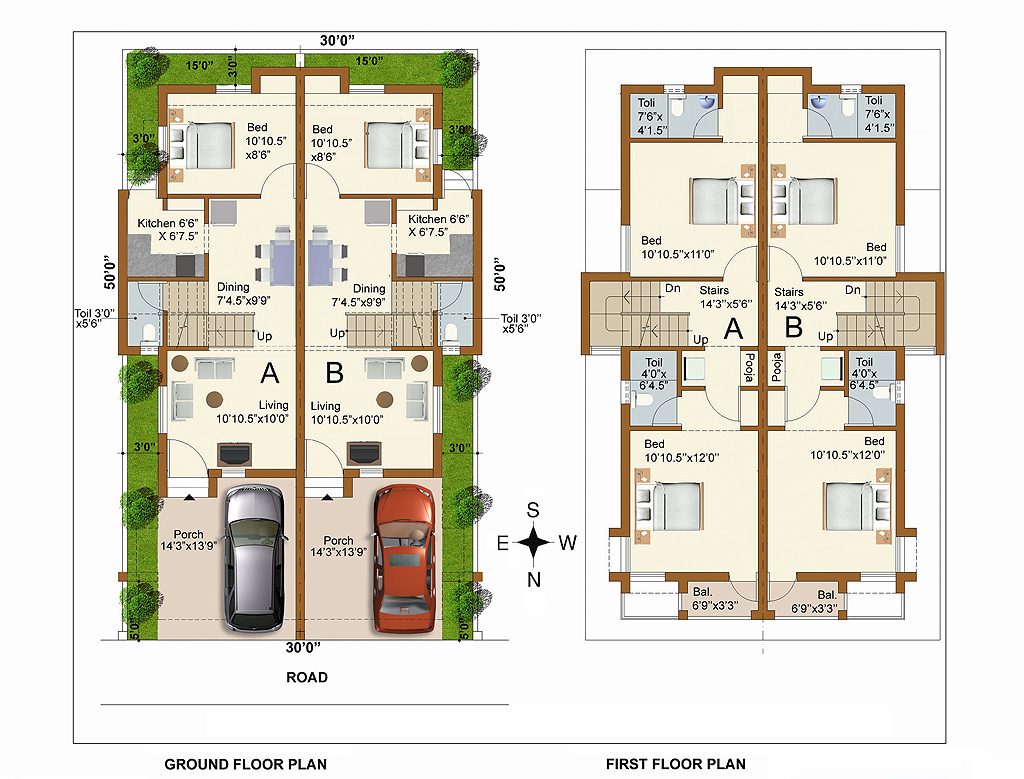 30'0"
15'0"
3'0"
15'0"
Bed
10'10.5"
x8'6"
Bed
10'10.5"
x8'6"
3'0"
3'0"
Kitchen 6'6"
X 6'7.5"
Kitchen 6'6"
X 6'7.5"
50'0"
50'0"
Dining
7'4.5"x9'9"
Dining
7'4.5"x9'9"
Toil 3'0"
x5'6"
Toil 3'0"
x5'6"
Up
Up
A
B
Living
10'10.5"x10'0"
Living
10'10.5"x10'0"
3'0"
3'0"
Porch
14'3"x13'9"
Porch
14'3"x13'9"
5'0"
5'0"
30'0"
ROAD
GROUND FLOOR PLAN
S
E
W
N
Toli
7'6"x
4'1.5"
Toli
7'6"x
4'1.5"
Bed
10'10.5"x11'0"
Bed
10'10.5"x11'0"
Dn
Stairs
14'3"x5'6"
Stairs
14'3"x5'6"
Dn
Up
A
B
Up
Toil
4'0"x
6'4.5"
Pooja
Pooja
Toil
4'0"x
6'4.5"
Bed
10'10.5"x12'0"
Bed
10'10.5"x12'0"
Bal.
6'9"x3'3"
Bal.
6'9"x3'3"
FIRST FLOOR PLAN